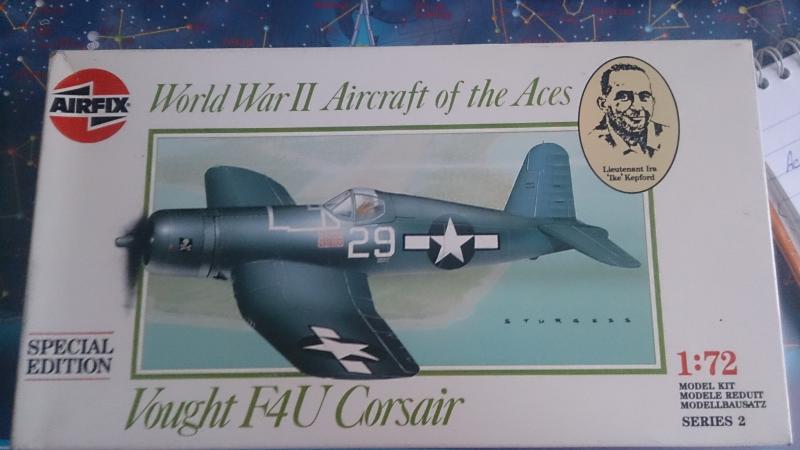 AIRFIX
World War II Aircraft of the Aces
Lieutenant Ira
'Ike' Kepford
29
STURGESS
SPECIAL
EDITION
1:72
MODEL KIT
MODELE REDUIT
MODELLBAUSATZ
SERIES 2
Vought F4U Corsair